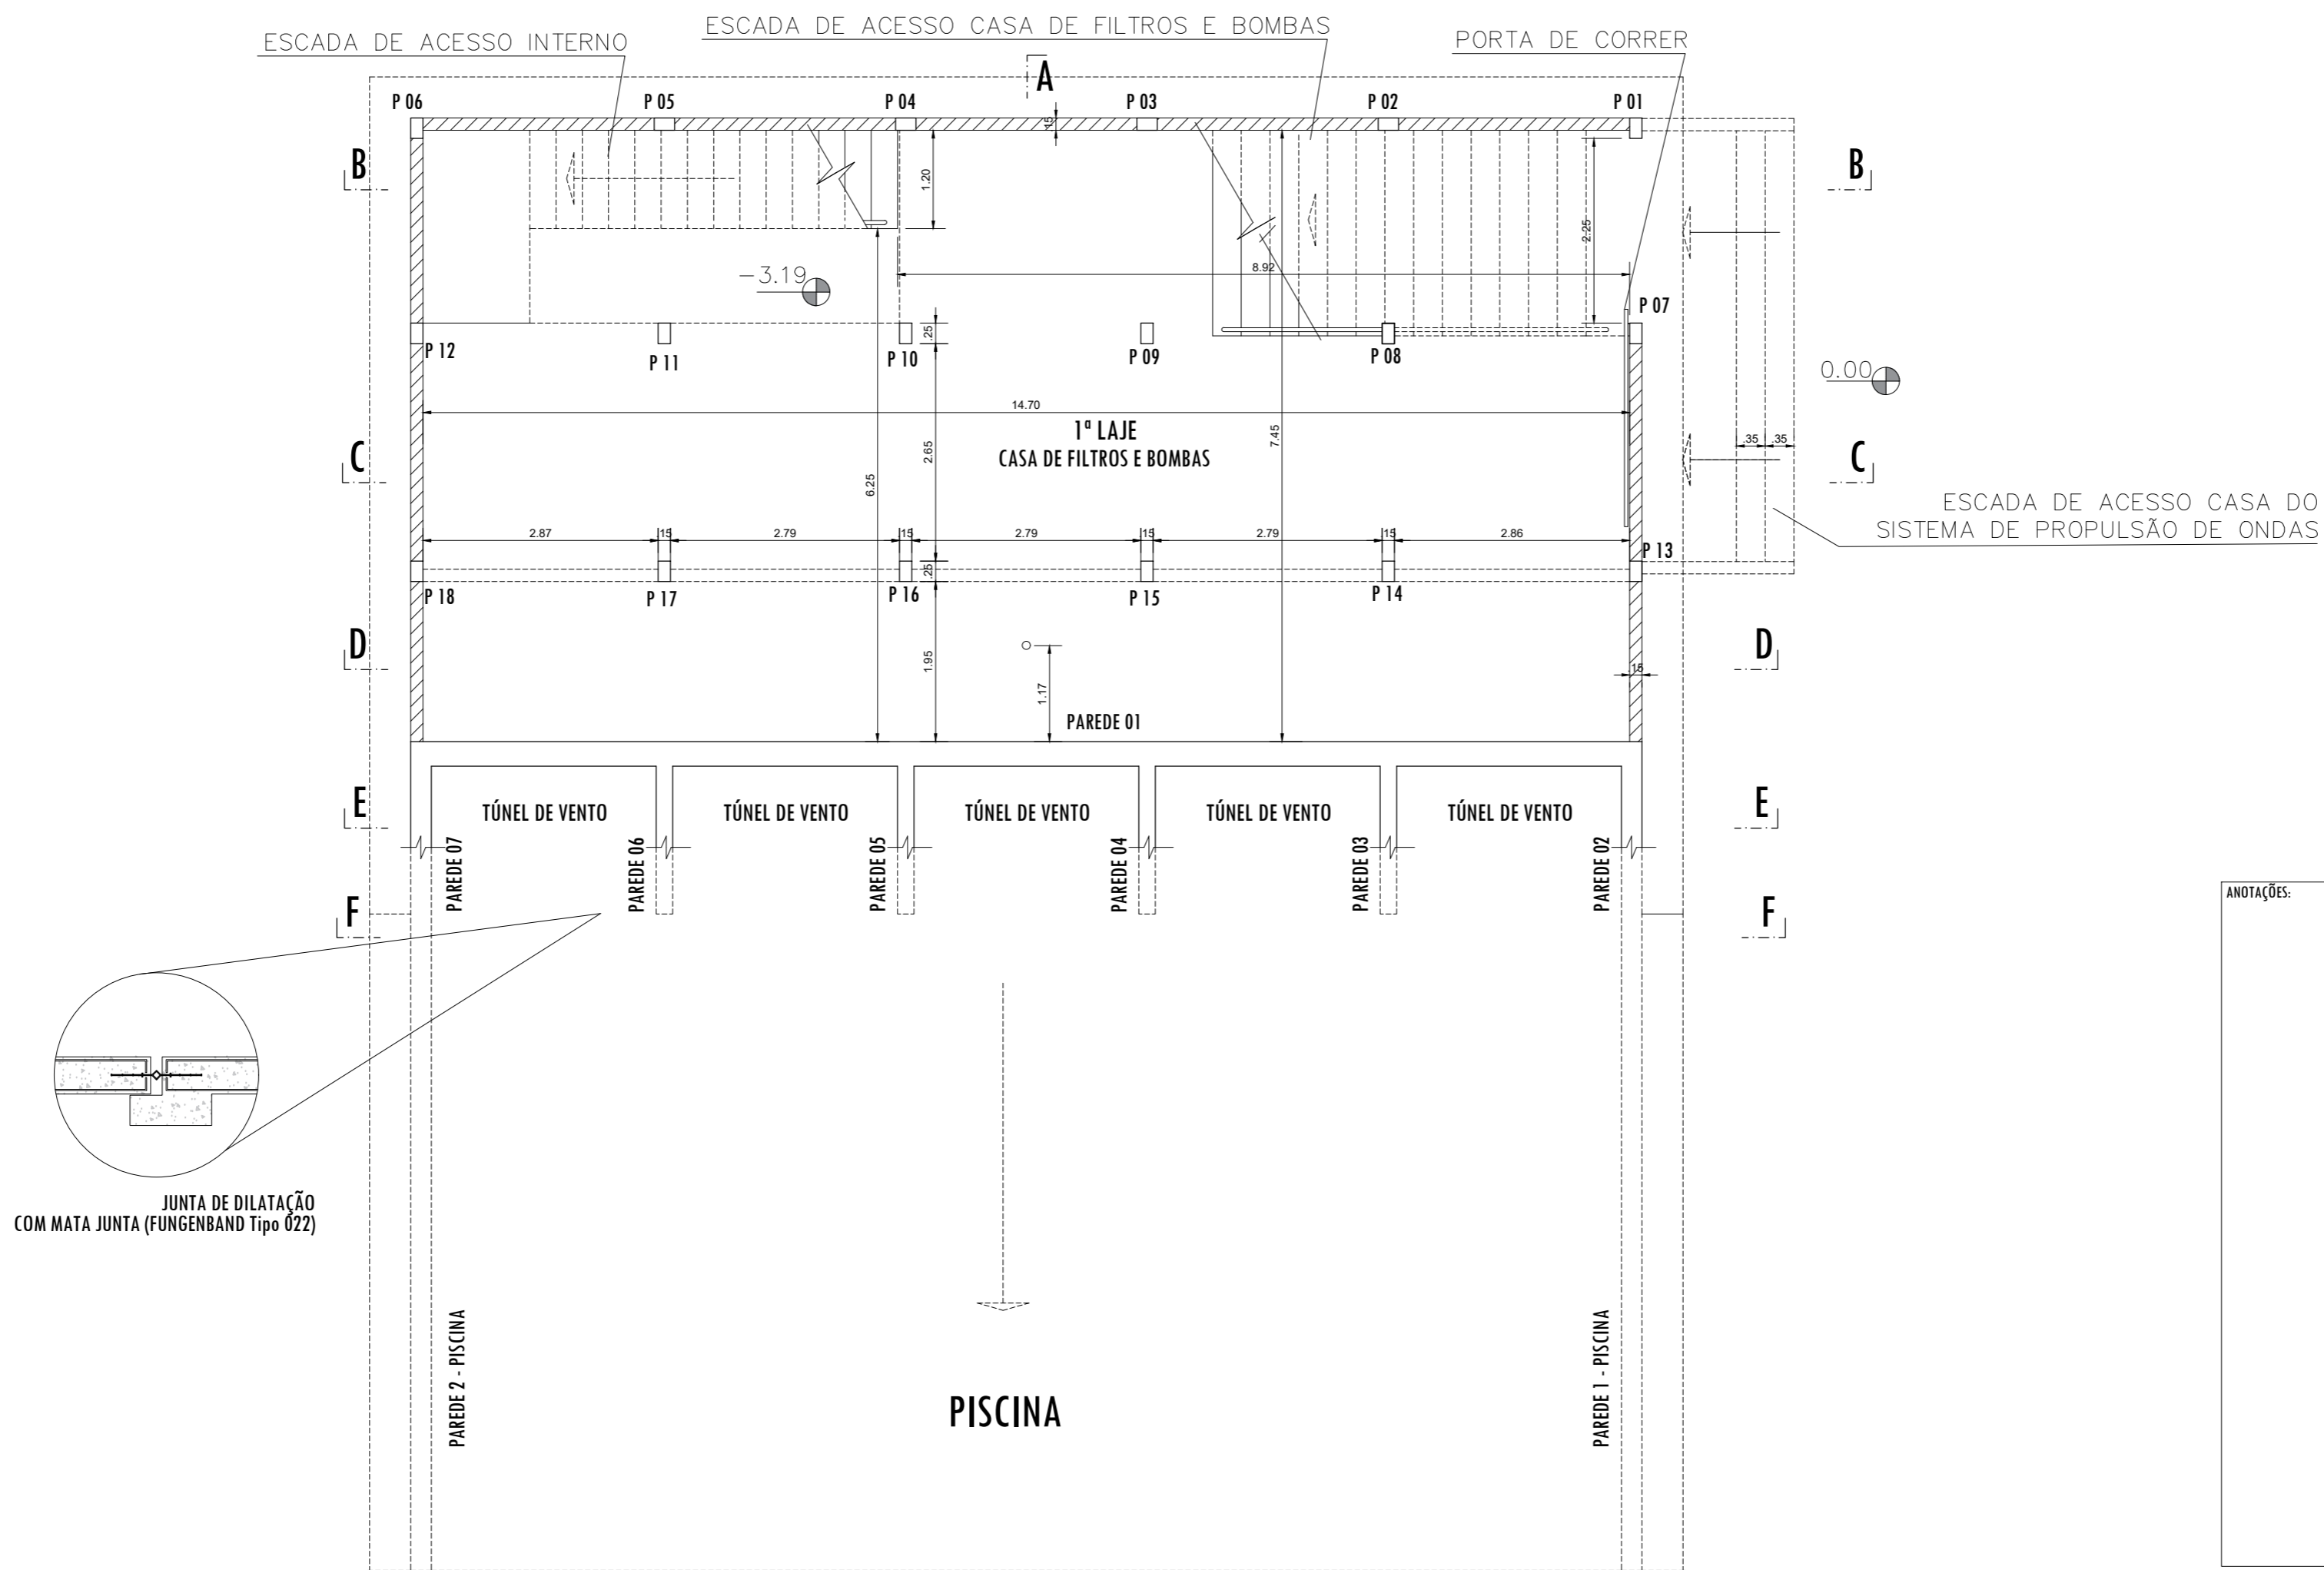 ESCADA DE ACESSO CASA DE FILTROS E BOMBAS
ESCADA DE ACESSO INTERNO
PORTA DE CORRER
A
P 06
P 05
P 04
P 03
P 02
P 01
.15
B
B
1.20
2.25
-3.19
8.92
P 07
.25
P 12
P 11
P 10
P 09
P 08
0.00
14.70
1ª LAJE
CASA DE FILTROS E BOMBAS
7.45
2.65
6.25
.35
.35
C
C
ESCADA DE ACESSO CASA DO
SISTEMA DE PROPULSÃO DE ONDAS
2.87
.15
2.79
.15
2.79
.15
2.79
.15
2.86
P 13
.25
P 18
P 17
P 16
P 15
P 14
D
D
1.95
1.17
.15
PAREDE 01
E
E
TÚNEL DE VENTO
TÚNEL DE VENTO
TÚNEL DE VENTO
TÚNEL DE VENTO
TÚNEL DE VENTO
PAREDE 07
PAREDE 06
PAREDE 05
PAREDE 04
PAREDE 03
PAREDE 02
F
F
ANOTAÇÕES:
JUNTA DE DILATAÇÃO
COM MATA JUNTA (FUNGENBAND Tipo 022)
PAREDE 2 - PISCINA
PISCINA
PAREDE 1 - PISCINA